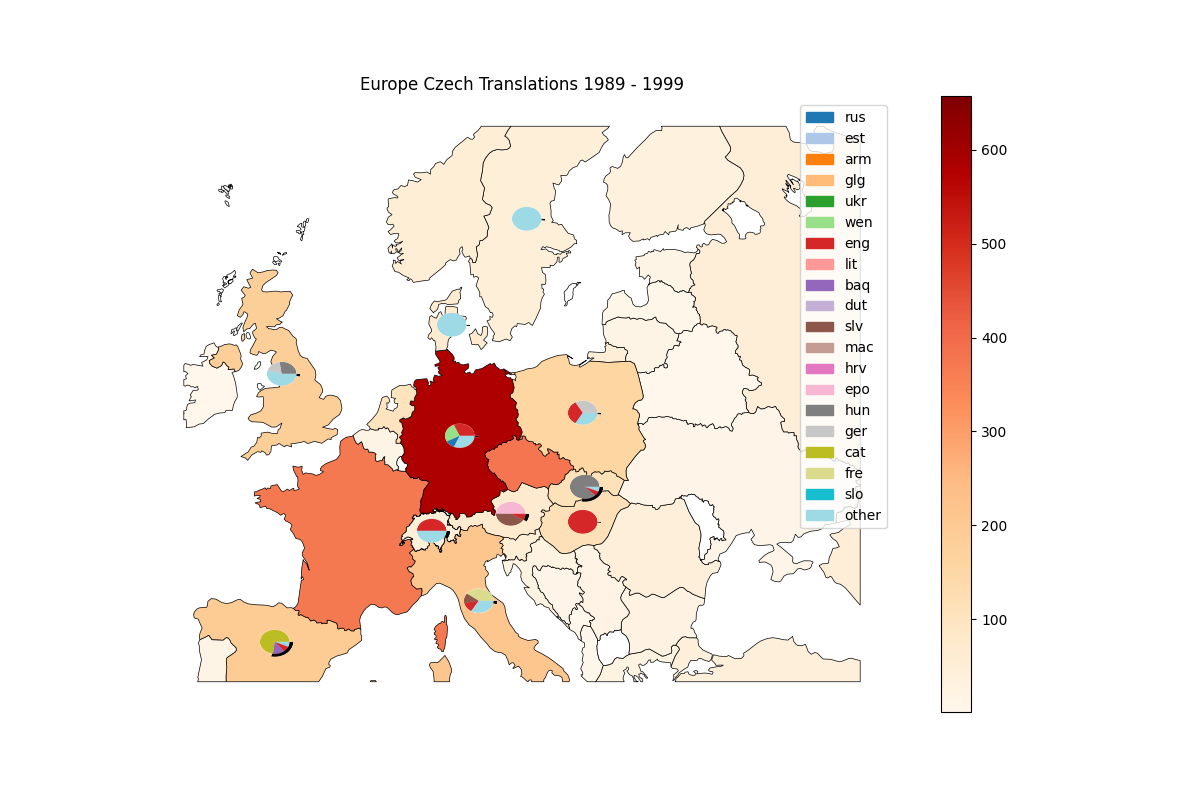 Europe Czech Translations 1989 - 1999
rus
est
arm
glg
ukr
wen
eng
lit
baq
dut
slv
mac
hrv
epo
hun
ger
cat
fre
slo
other
600
500
400
300
200
100